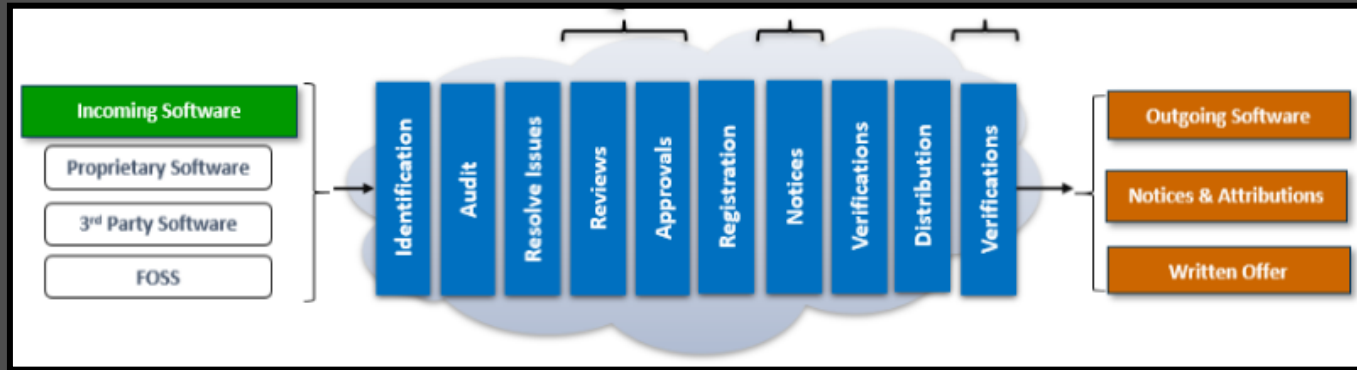 Incoming Software
Proprietary Software
3rd Party Software
FOSS
Identification
Audit
Resolve Issues
Reviews
Approvals
Registration
Notices
Verifications
Distribution
Verifications
Outgoing Software
Notices & Attributions
Written Offer